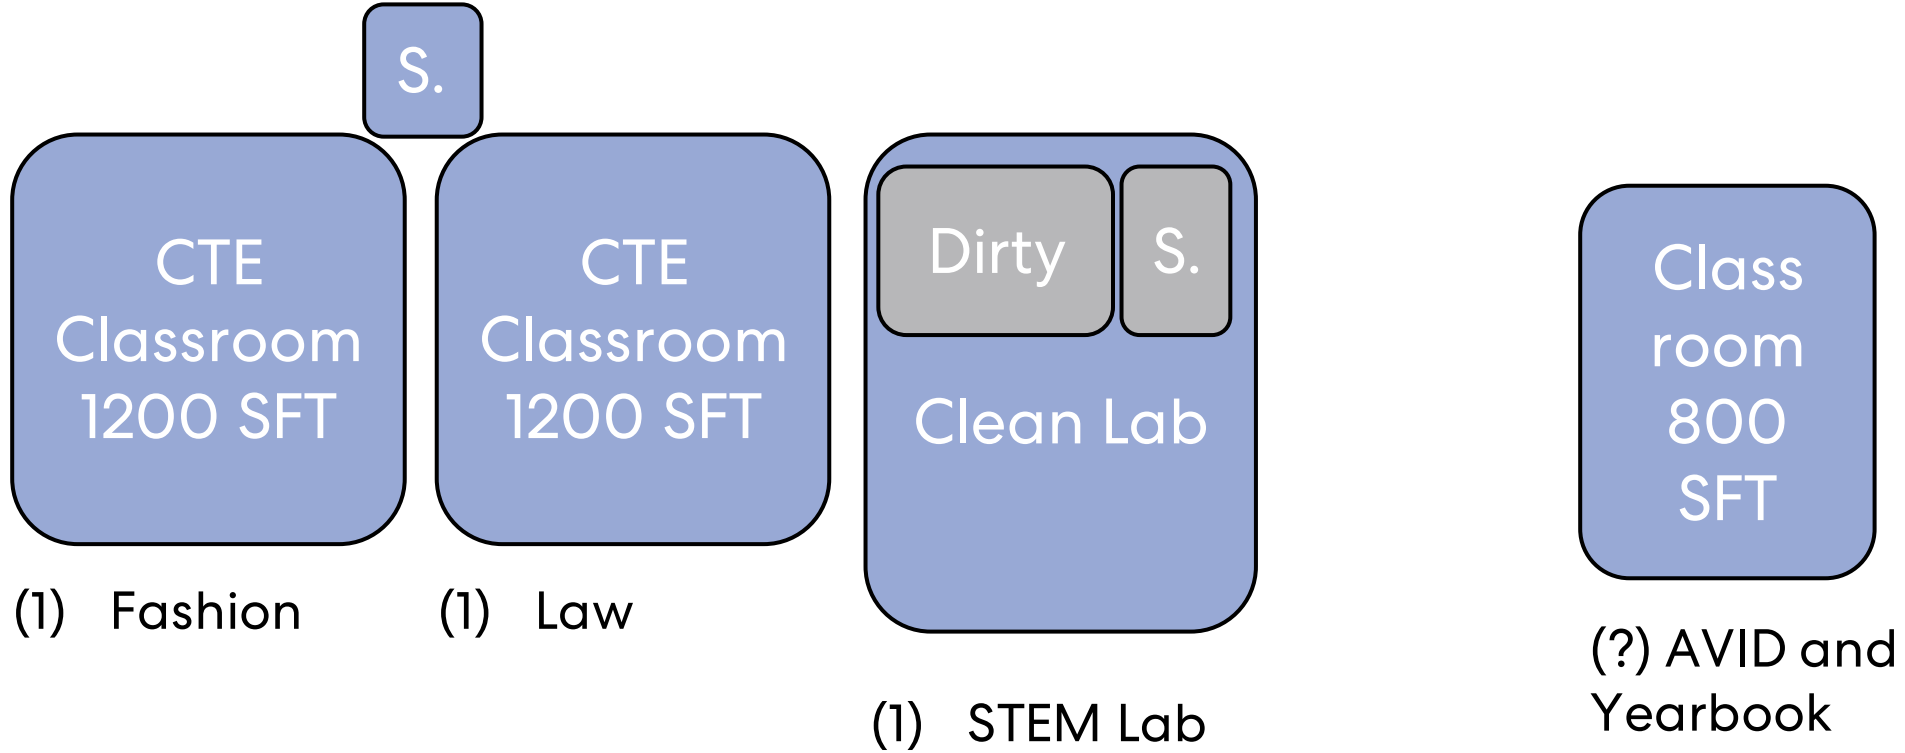 S.
CTE
Classroom
1200 SFT
CTE
Classroom
1200 SFT
Dirty
S.
Clean Lab
Class
room
800
SFT
(1) Fashion
(1) Law
(1) STEM Lab
(?) AVID and
Yearbook